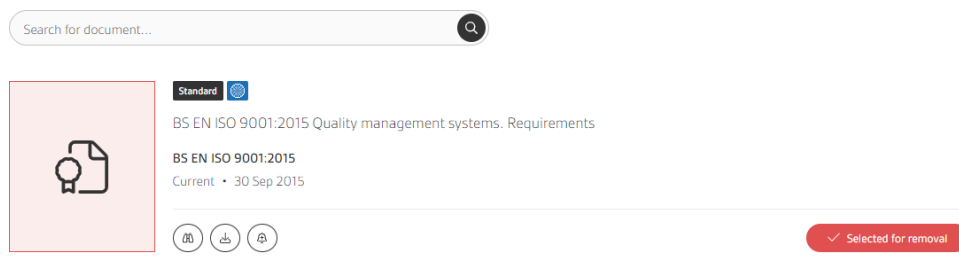 Search for document...
Standard
BS EN ISO 9001:2015 Quality management systems. Requirements
BS EN ISO 9001:2015
Current • 30 Sep 2015
Selected for removal